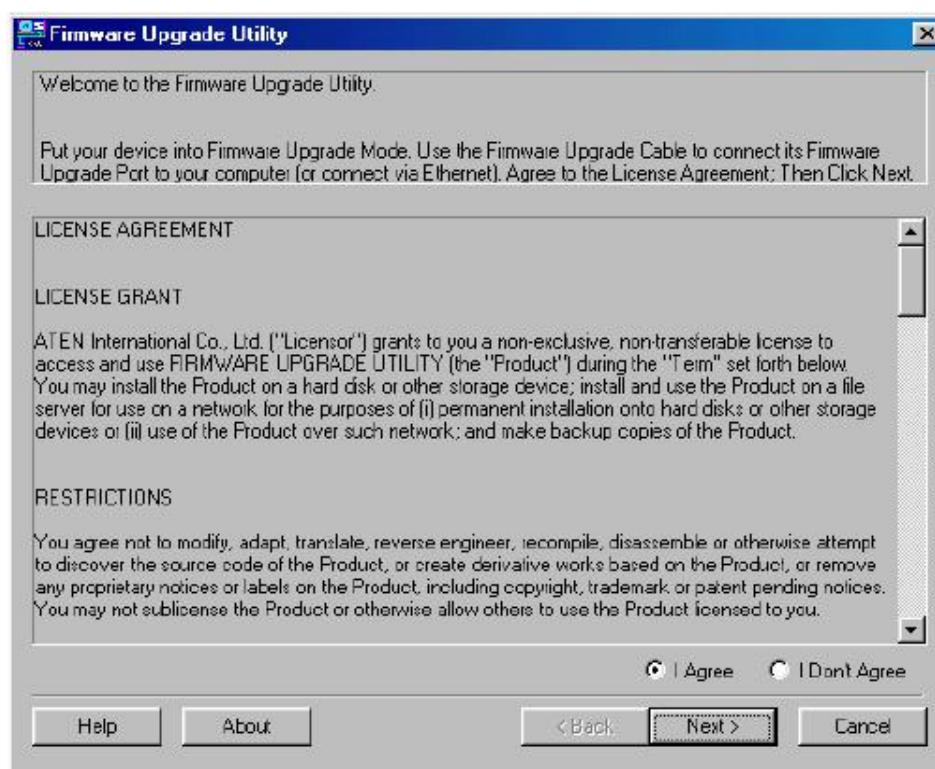 Firmware Upgrade Utility
Welcome to the Firmware Upgrade Utility.
Put your device into Firmware Upgrade Mode. Use the Firmware Upgrade Cable to connect its Firmware
Upgrade Port to your computer (or connect via Ethernet). Agree to the License Agreement; Then Click Next.
LICENSE AGREEMENT
LICENSE GRANT
ATEN International Co., Ltd. ("Licensor") grants to you a non-exclusive, non-transferable license to
access and use FIRMWARE UPGRADE UTILITY (the "Product") during the "Term" set forth below.
You may install the Product on a hard disk or other storage device; install and use the Product on a file
server for use on a network for the purposes of (i) permanent installation onto hard disks or other storage
devices or (ii) use of the Product over such network; and make backup copies of the Product.
RESTRICTIONS
You agree not to modify, adapt, translate, reverse engineer, recompile, disassemble or otherwise attempt
to discover the source code of the Product, or create derivative works based on the Product, or remove
any proprietary notices or labels on the Product, including copyright, trademark or patent pending notices.
You may not sublicense the Product or otherwise allow others to use the Product licensed to you.
I Agree I Don't Agree
Help About < Back Next > Cancel